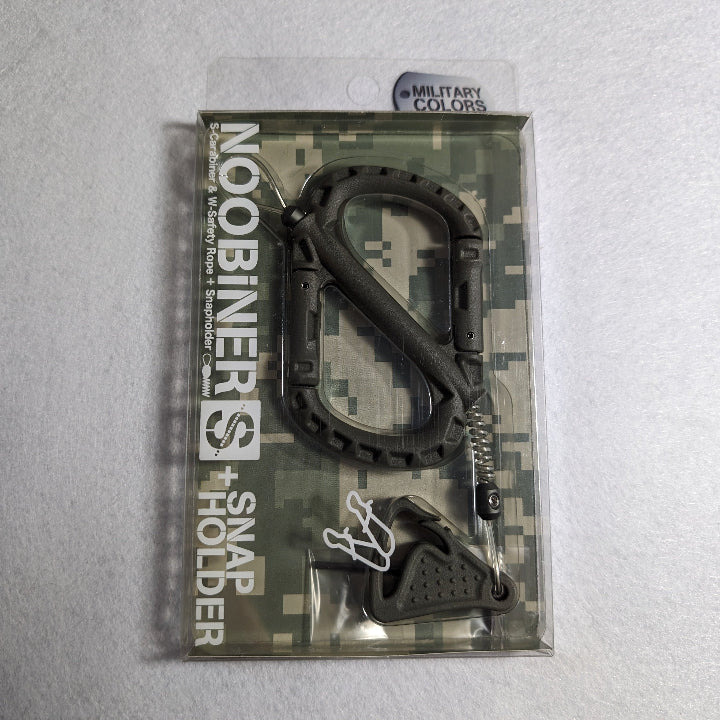 MILITARY
COLORS
NOOBiNER S
S-Carabiner & W-Safety Rope + Snapholder
+SNAP
HOLDER